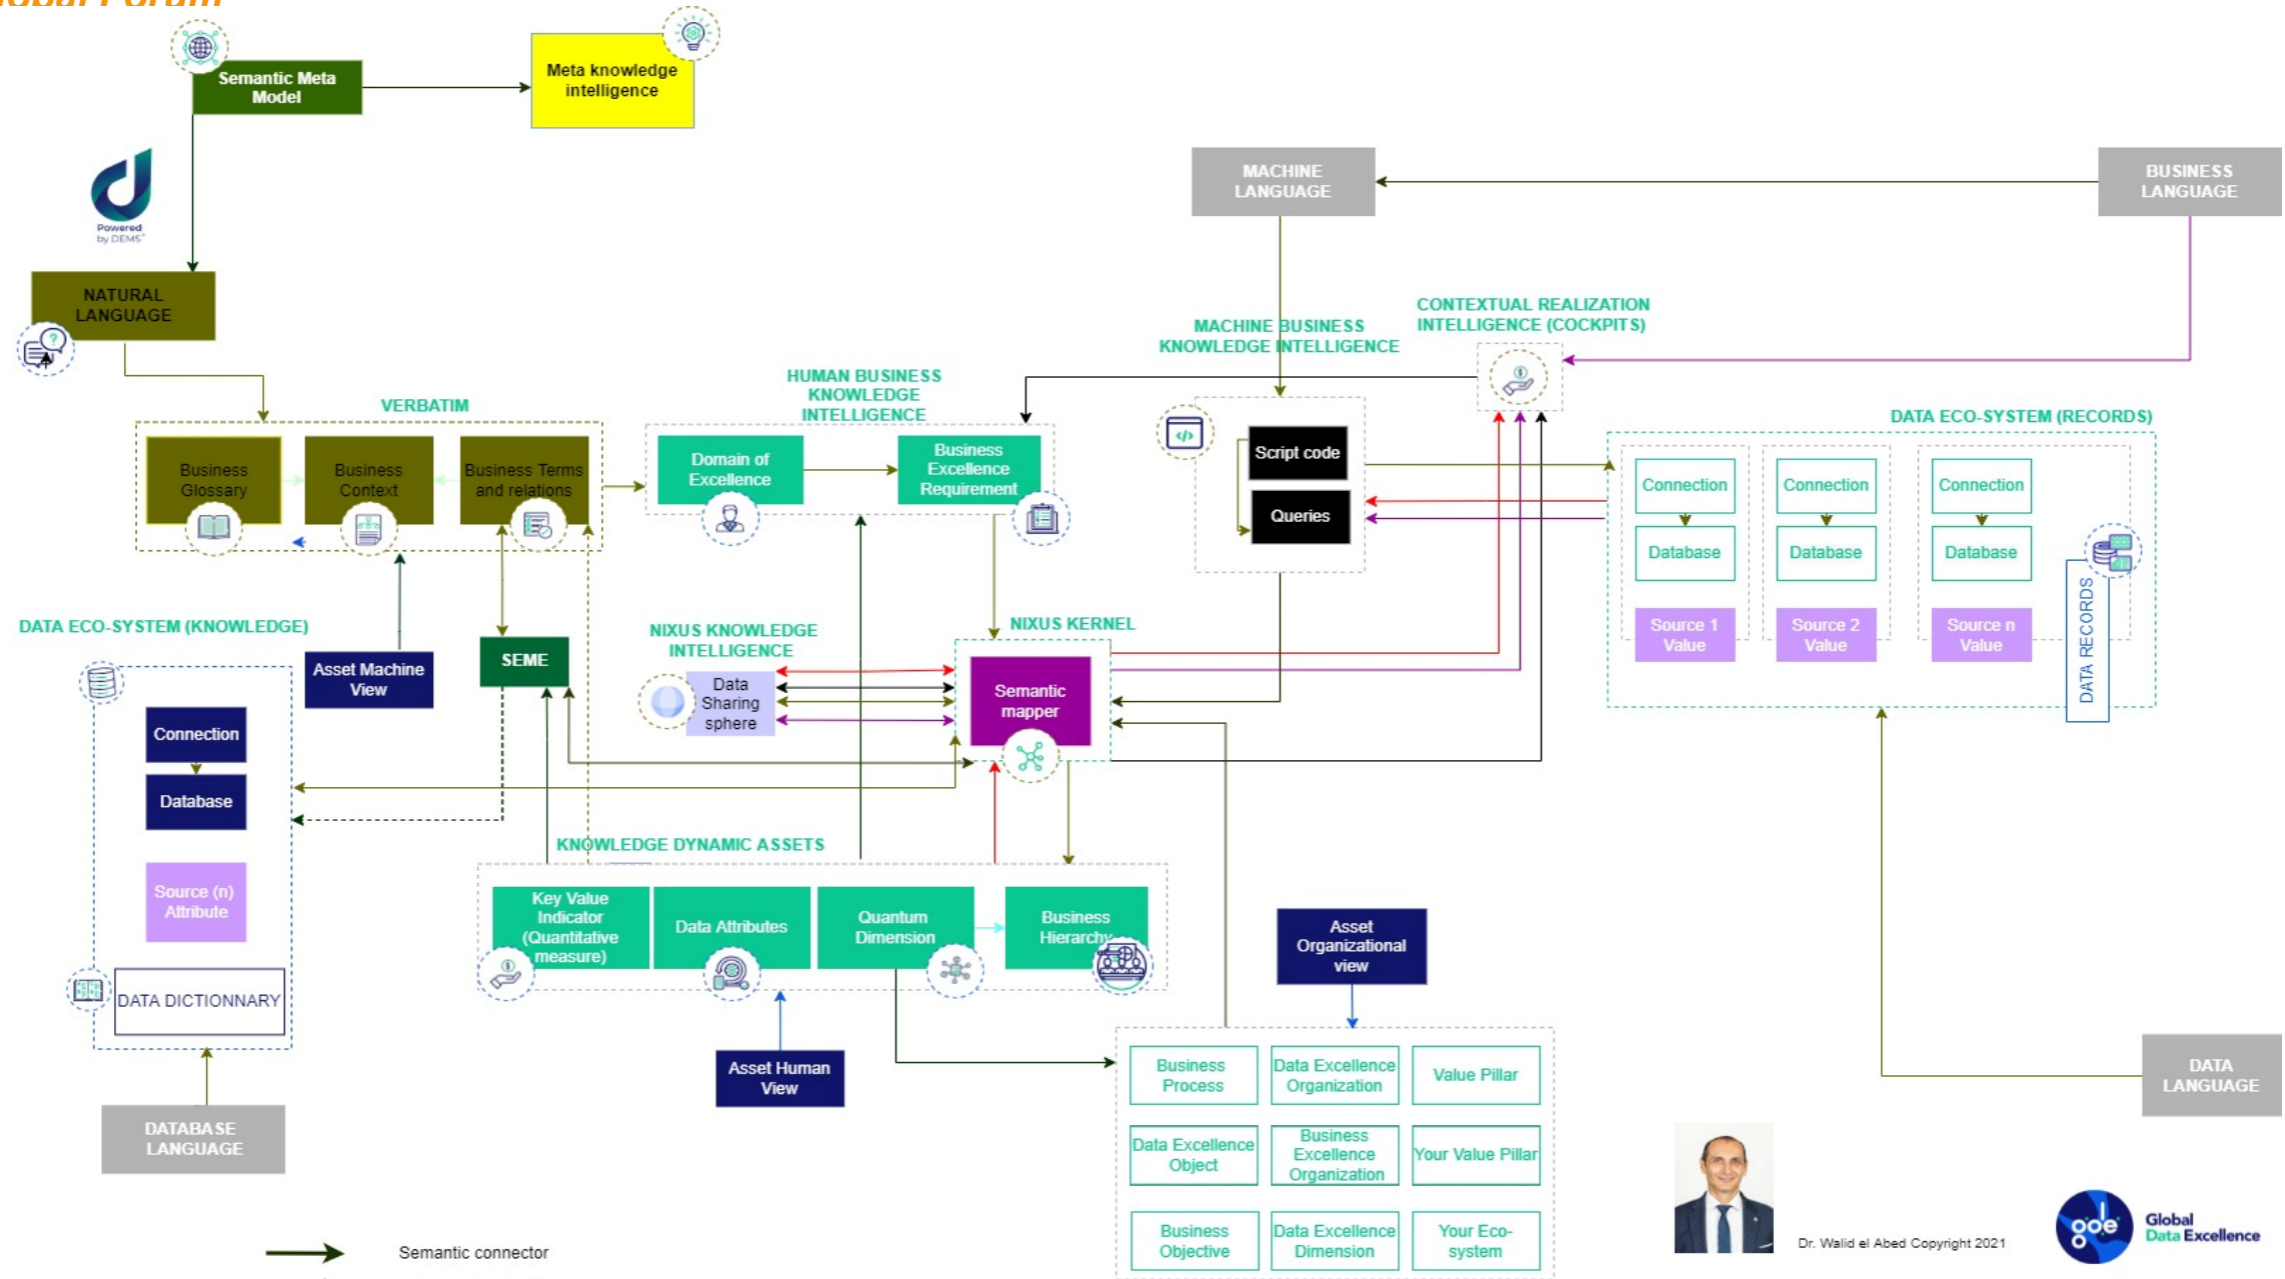 Global Forum
Semantic Meta
Model
Meta knowledge
intelligence
Powered
by DEMS
MACHINE
LANGUAGE
BUSINESS
LANGUAGE
NATURAL
LANGUAGE
CONTEXTUAL REALIZATION
INTELLIGENCE (COCKPITS)
MACHINE BUSINESS
KNOWLEDGE INTELLIGENCE
HUMAN BUSINESS
KNOWLEDGE
INTELLIGENCE
VERBATIM
DATA ECO-SYSTEM (RECORDS)
Business
Glossary
Business
Context
Business Terms
and relations
Domain of
Excellence
Business
Excellence
Requirement
Script code
Queries
Connection
Database
Source 1
Value
Connection
Database
Source 2
Value
Connection
Database
Source n
Value
DATA RECORDS
DATA ECO-SYSTEM (KNOWLEDGE)
Asset Machine
View
SEME
NIXUS KNOWLEDGE
INTELLIGENCE
Data
Sharing
sphere
NIXUS KERNEL
Semantic
mapper
Connection
Database
Source (n)
Attribute
DATA DICTIONNARY
DATABASE
LANGUAGE
KNOWLEDGE DYNAMIC ASSETS
Key Value
Indicator
(Quantitative
measure)
Data Attributes
Quantum
Dimension
Business
Hierarchy
Asset Human
View
Asset
Organizational
view
Business
Process
Data Excellence
Organization
Value Pillar
Data Excellence
Object
Business
Excellence
Organization
Your Value Pillar
Business
Objective
Data Excellence
Dimension
Your Eco-
system
DATA
LANGUAGE
Semantic connector
Dr. Walid el Abed Copyright 2021
gde
Global
Data Excellence